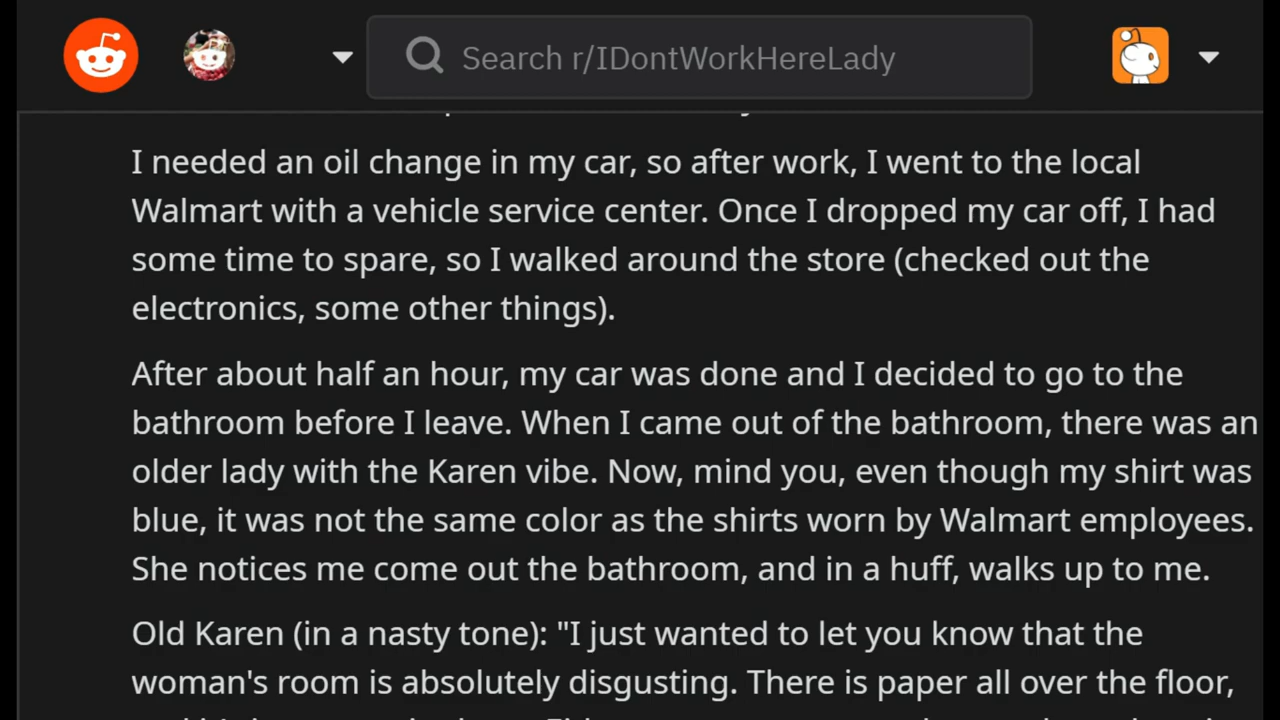 Search r/IDontWorkHereLady
I needed an oil change in my car, so after work, I went to the local
Walmart with a vehicle service center. Once I dropped my car off, I had
some time to spare, so I walked around the store (checked out the
electronics, some other things).
After about half an hour, my car was done and I decided to go to the
bathroom before I leave. When I came out of the bathroom, there was an
older lady with the Karen vibe. Now, mind you, even though my shirt was
blue, it was not the same color as the shirts worn by Walmart employees.
She notices me come out the bathroom, and in a huff, walks up to me.
Old Karen (in a nasty tone): "I just wanted to let you know that the
woman's room is absolutely disgusting. There is paper all over the floor,